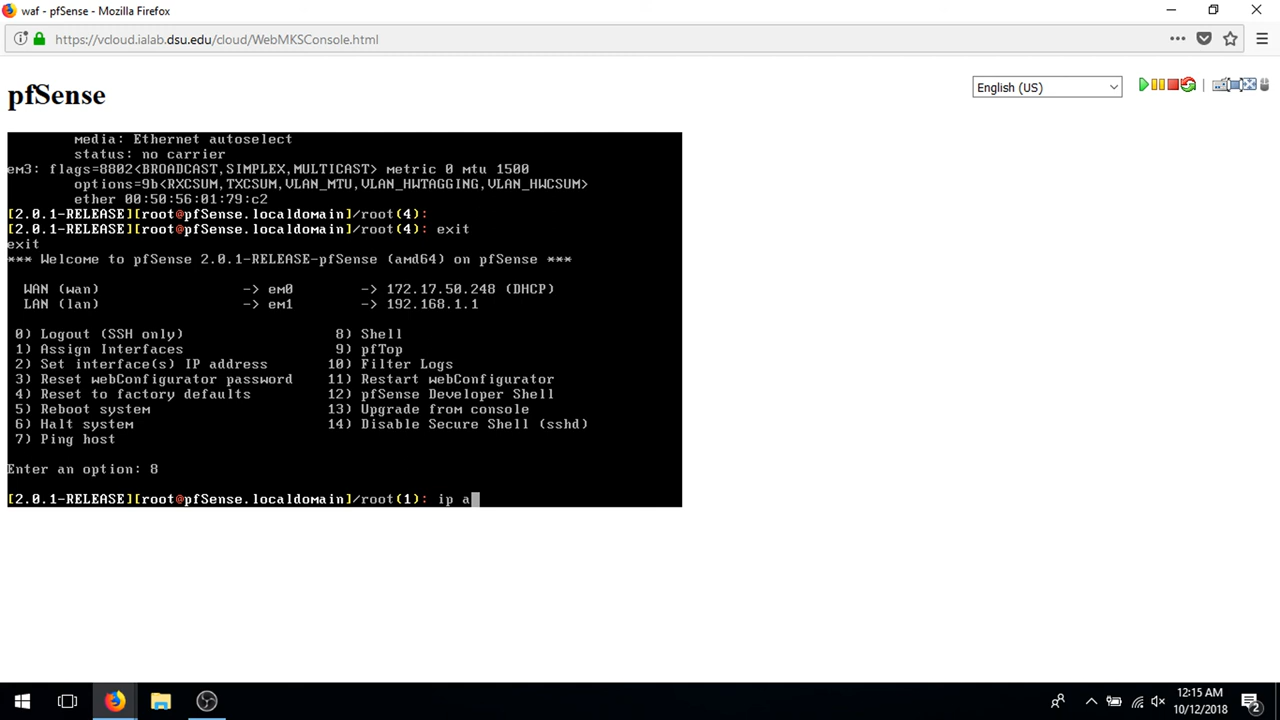 waf - pfSense - Mozilla Firefox
https://vcloud.ialab.dsu.edu/cloud/WebMKSConsole.html
pfSense
English (US)
media: Ethernet autoselect
status: no carrier
em3: flags=8802<BROADCAST,SIMPLEX,MULTICAST> metric 0 mtu 1500
options=9b<RXCSUM,TXCSUM,VLAN_MTU,VLAN_HWTAGGING,VLAN_HWCSUM>
ether 00:50:56:01:79:c2
[2.0.1-RELEASE][root@pfSense.localdomain]/root(4):
[2.0.1-RELEASE][root@pfSense.localdomain]/root(4): exit
exit
*** Welcome to pfSense 2.0.1-RELEASE-pfSense (amd64) on pfSense ***
WAN (wan) -> em0 -> 172.17.50.248 (DHCP)
LAN (lan) -> em1 -> 192.168.1.1
0) Logout (SSH only) 8) Shell
1) Assign Interfaces 9) pfTop
2) Set interface(s) IP address 10) Filter Logs
3) Reset webConfigurator password 11) Restart webConfigurator
4) Reset to factory defaults 12) pfSense Developer Shell
5) Reboot system 13) Upgrade from console
6) Halt system 14) Disable Secure Shell (sshd)
7) Ping host
Enter an option: 8
[2.0.1-RELEASE][root@pfSense.localdomain]/root(1): ip a
12:15 AM
10/12/2018
2